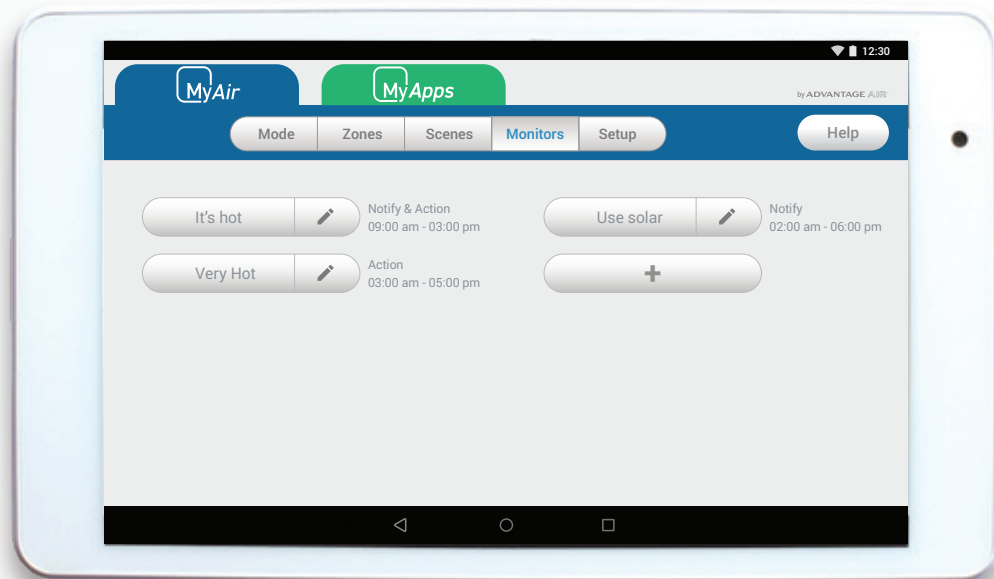 12:30
MyAir
MyApps
by ADVANTAGE AIR
Mode Zones Scenes Monitors Setup Help
It's hot
Notify & Action
09:00 am - 03:00 pm
Use solar
Notify
02:00 am - 06:00 pm
Very Hot
Action
03:00 am - 05:00 pm